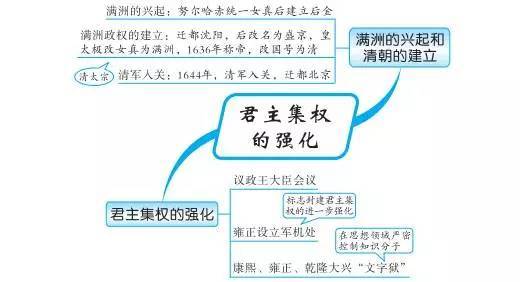 满洲的兴起：努尔哈赤统一女真后建立后金
满洲政权的建立：迁都沈阳，后改名为盛京，皇
太极改女真为满洲，1636年称帝，改国号为清
清太宗
清军入关：1644年，清军入关，迁都北京
满洲的兴起和
清朝的建立
君主集权
的强化
君主集权的强化
议政王大臣会议
标志封建君主集
权的进一步强化
雍正设立军机处
在思想领域严密
控制知识分子
康熙、雍正、乾隆大兴“文字狱”